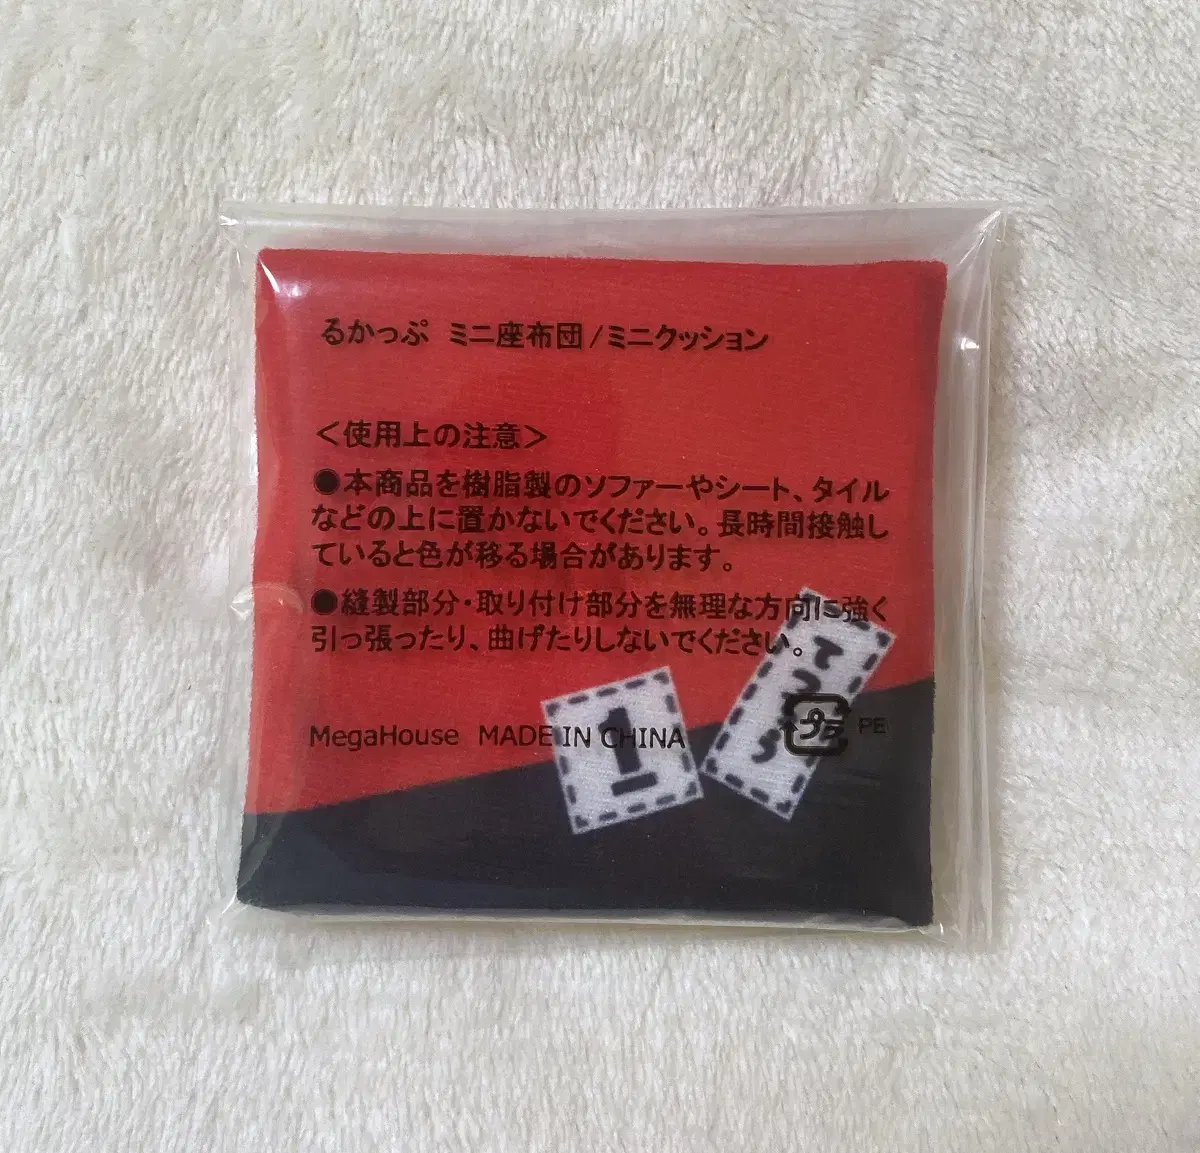 るかっぷ ミニ座布団/ミニクッション
<使用上の注意>
●本商品を樹脂製のソファーやシート、タイル
などの上に置かないでください。長時間接触し
ていると色が移る場合があります。
●縫製部分・取り付け部分を無理な方向に強く
引っ張ったり、曲げたりしないでください。
MegaHouse MADE IN CHINA
プラ PE
1
てつろう